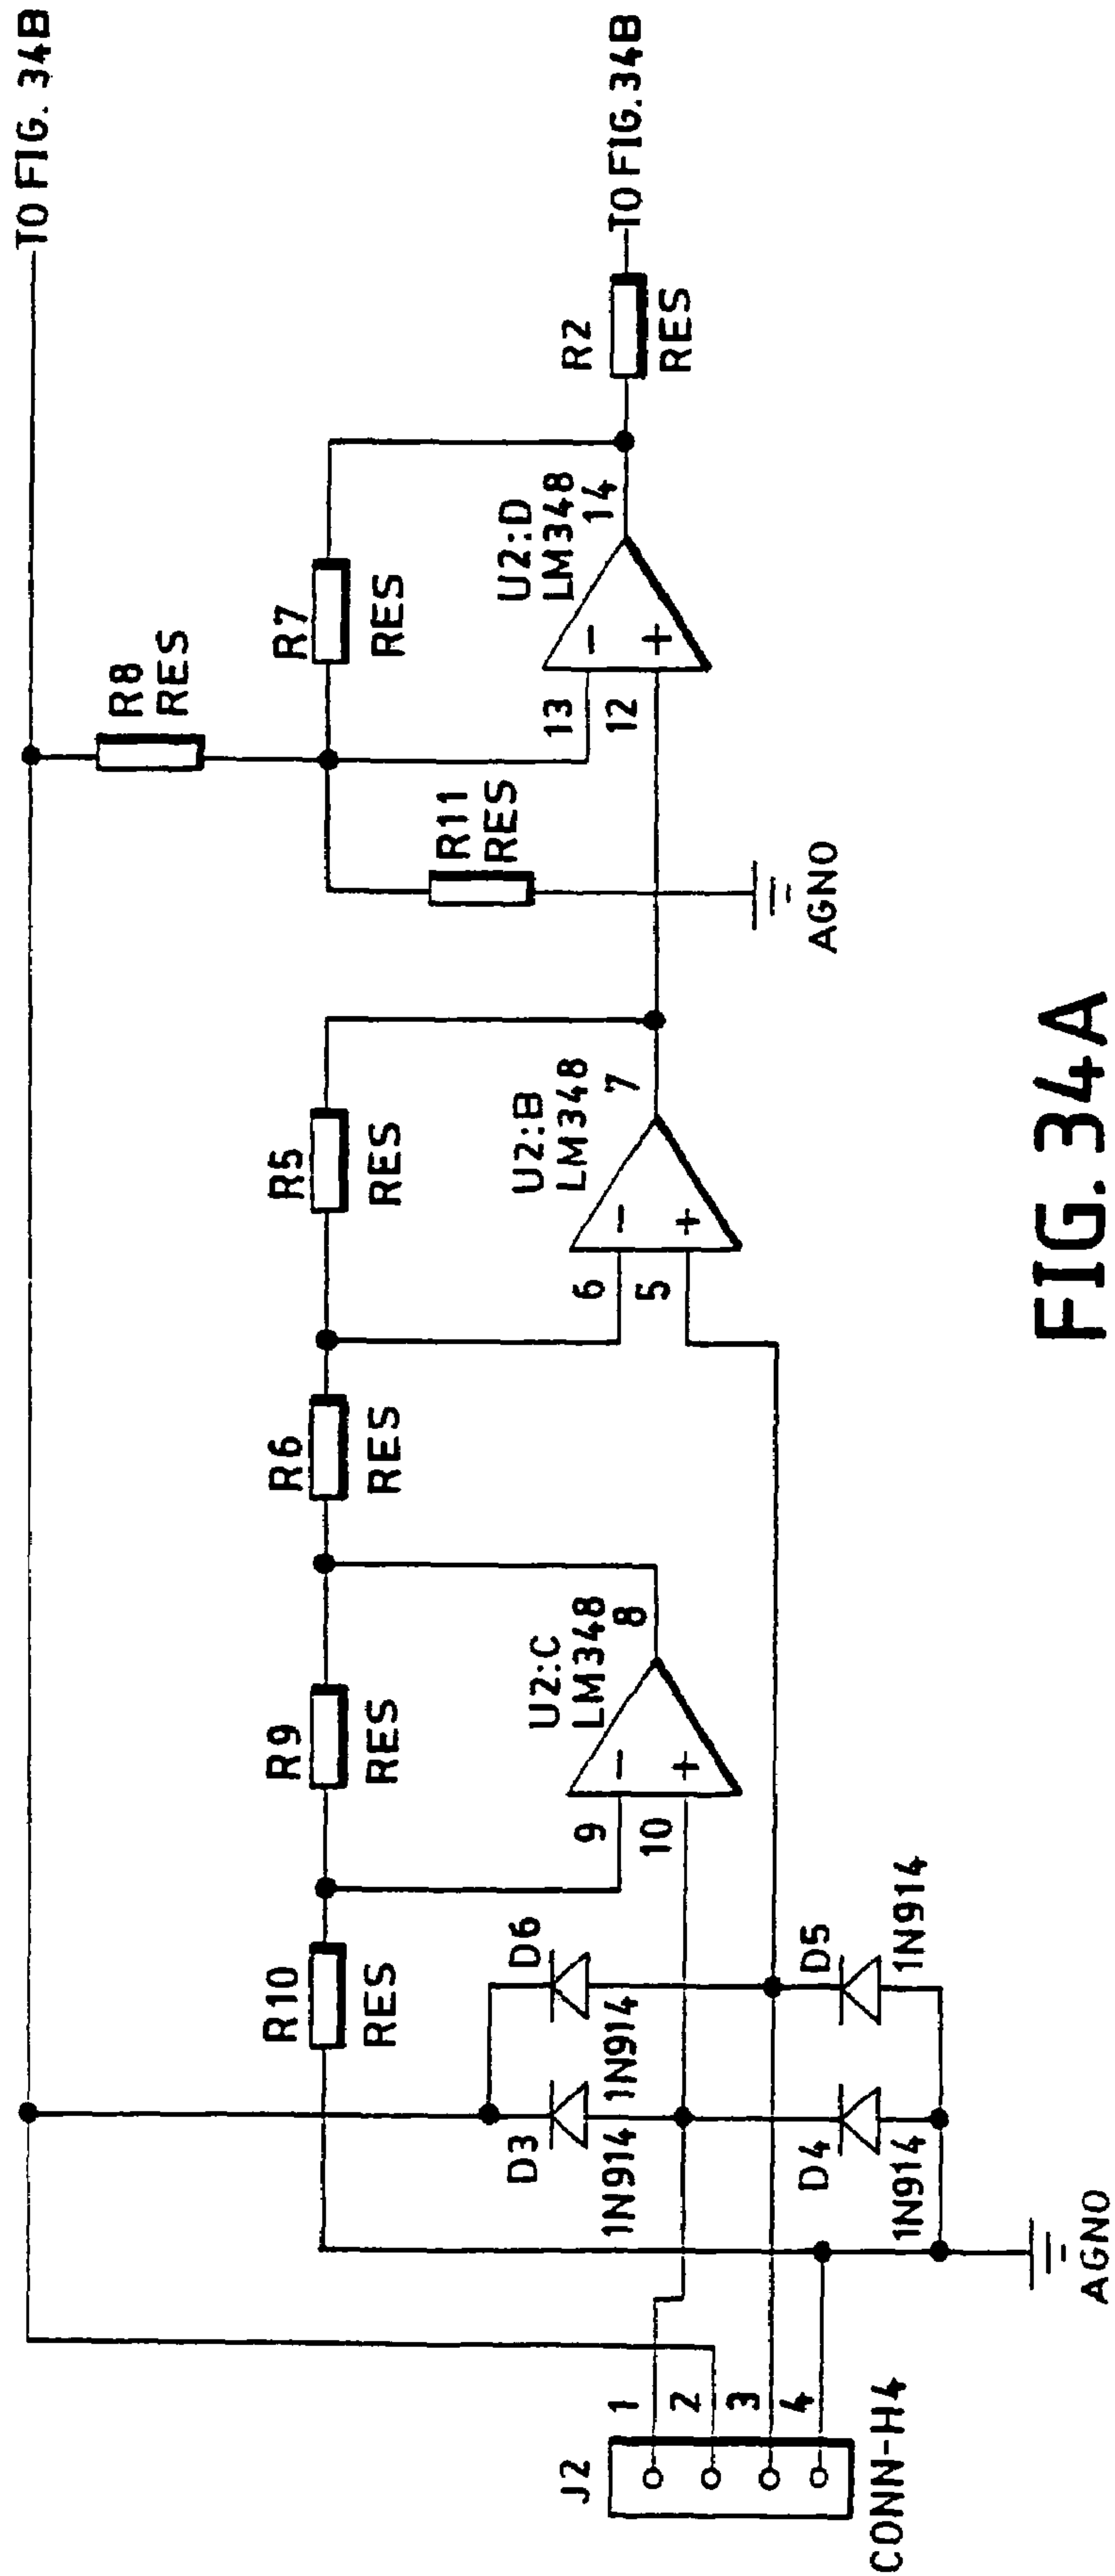 TO FIG. 34B
R8
RES
R7
RES
R11
RES
13
12
U2:D
LM348
14
R2
RES
TO FIG.34B
AGNO
R5
RES
6
5
U2:B
LM348
7
R6
RES
R9
RES
9
10
U2:C
LM348
8
R10
RES
D3
1N914
D6
1N914
D4
1N914
D5
1N914
J2
1
2
3
4
CONN-H4
AGNO
FIG. 34A